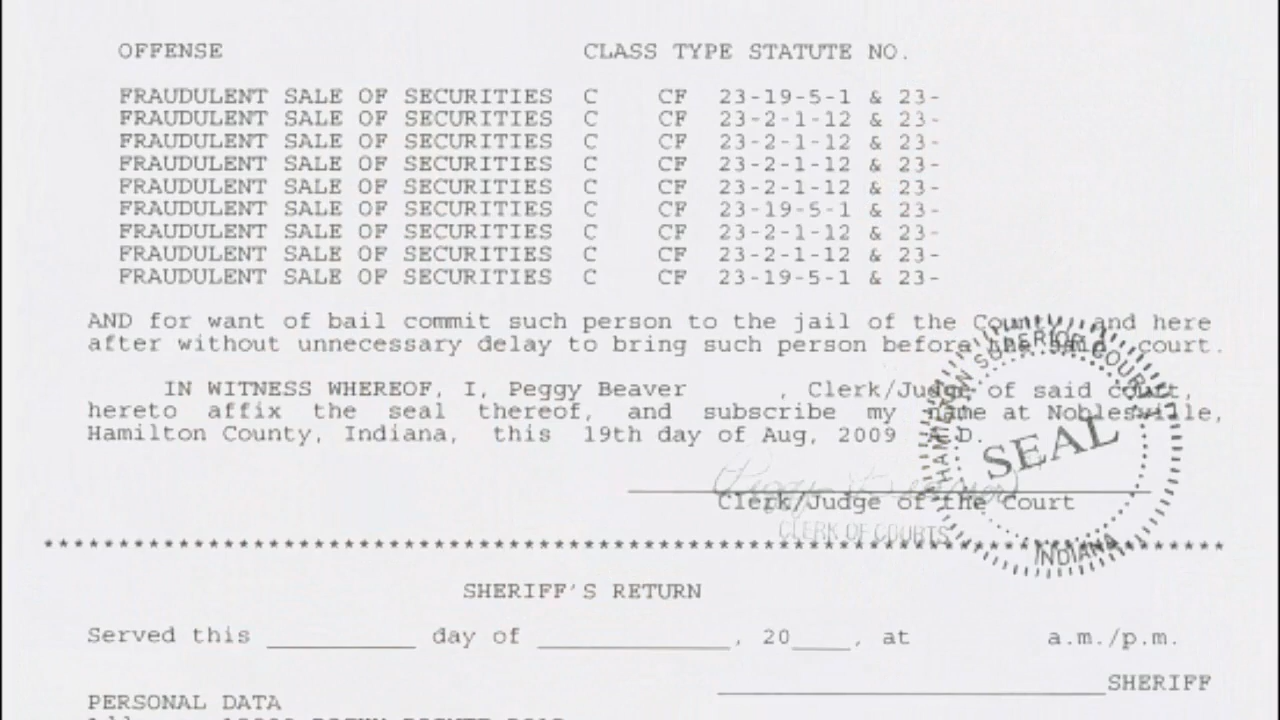 OFFENSE CLASS TYPE STATUTE NO.
FRAUDULENT SALE OF SECURITIES C CF 23-19-5-1 & 23-
FRAUDULENT SALE OF SECURITIES C CF 23-2-1-12 & 23-
FRAUDULENT SALE OF SECURITIES C CF 23-2-1-12 & 23-
FRAUDULENT SALE OF SECURITIES C CF 23-2-1-12 & 23-
FRAUDULENT SALE OF SECURITIES C CF 23-2-1-12 & 23-
FRAUDULENT SALE OF SECURITIES C CF 23-19-5-1 & 23-
FRAUDULENT SALE OF SECURITIES C CF 23-2-1-12 & 23-
FRAUDULENT SALE OF SECURITIES C CF 23-2-1-12 & 23-
FRAUDULENT SALE OF SECURITIES C CF 23-19-5-1 & 23-
AND for want of bail commit such person to the jail of the County, and here
after without unnecessary delay to bring such person before the said court.
IN WITNESS WHEREOF, I, Peggy Beaver , Clerk/Judge of said court,
hereto affix the seal thereof, and subscribe my name at Noblesville,
Hamilton County, Indiana, this 19th day of Aug, 2009 A.D.
HAMILTON SUPERIOR COURT
SEAL
INDIANA
Peggy Beaver
Clerk/Judge of the Court
CLERK OF COURTS
SHERIFF'S RETURN
Served this __________ day of _____________, 20____, at a.m./p.m.
__________________________SHERIFF
PERSONAL DATA